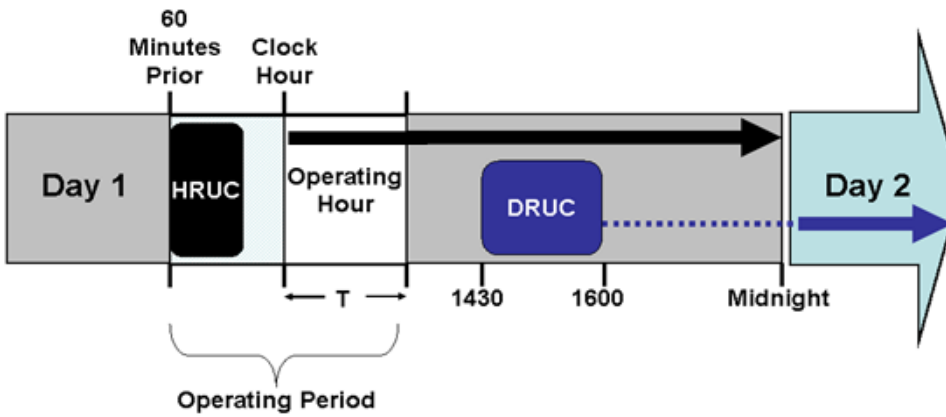 60
Minutes
Prior
Clock
Hour
Day 1
HRUC
Operating
Hour
DRUC
Day 2
T
1430
1600
Midnight
Operating Period